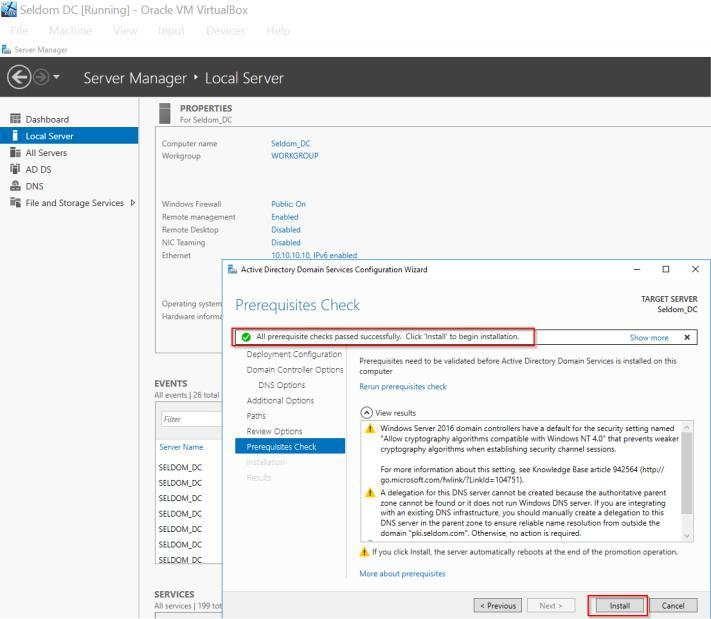 Seldom DC [Running] - Oracle VM VirtualBox
File Machine View Input Devices Help
Server Manager
Server Manager • Local Server
Dashboard
Local Server
All Servers
AD DS
DNS
File and Storage Services
PROPERTIES
For Seldom_DC
Computer name Seldom_DC
Workgroup WORKGROUP
Windows Firewall Public: On
Remote management Enabled
Remote Desktop Disabled
NIC Teaming Disabled
Ethernet 10.10.10.10, IPv6 enabled
Operating system
Hardware informa
EVENTS
All events | 26 total
Filter
Server Name
SELDOM_DC
SELDOM_DC
SELDOM_DC
SELDOM_DC
SELDOM_DC
SELDOM_DC
SELDOM_DC
SERVICES
All services | 199 tot
Active Directory Domain Services Configuration Wizard
Prerequisites Check
TARGET SERVER
Seldom_DC
All prerequisite checks passed successfully. Click 'Install' to begin installation.
Show more
Deployment Configuration
Domain Controller Options
DNS Options
Additional Options
Paths
Review Options
Prerequisites Check
Installation
Results
Prerequisites need to be validated before Active Directory Domain Services is installed on this
computer
Rerun prerequisites check
View results
Windows Server 2016 domain controllers have a default for the security setting named
"Allow cryptography algorithms compatible with Windows NT 4.0" that prevents weaker
cryptography algorithms when establishing security channel sessions.
For more information about this setting, see Knowledge Base article 942564 (http://
go.microsoft.com/fwlink/?LinkId=104751).
A delegation for this DNS server cannot be created because the authoritative parent
zone cannot be found or it does not run Windows DNS server. If you are integrating
with an existing DNS infrastructure, you should manually create a delegation to this
DNS server in the parent zone to ensure reliable name resolution from outside the
domain "pki.seldom.com". Otherwise, no action is required.
If you click Install, the server automatically reboots at the end of the promotion operation.
More about prerequisites
< Previous
Next >
Install
Cancel